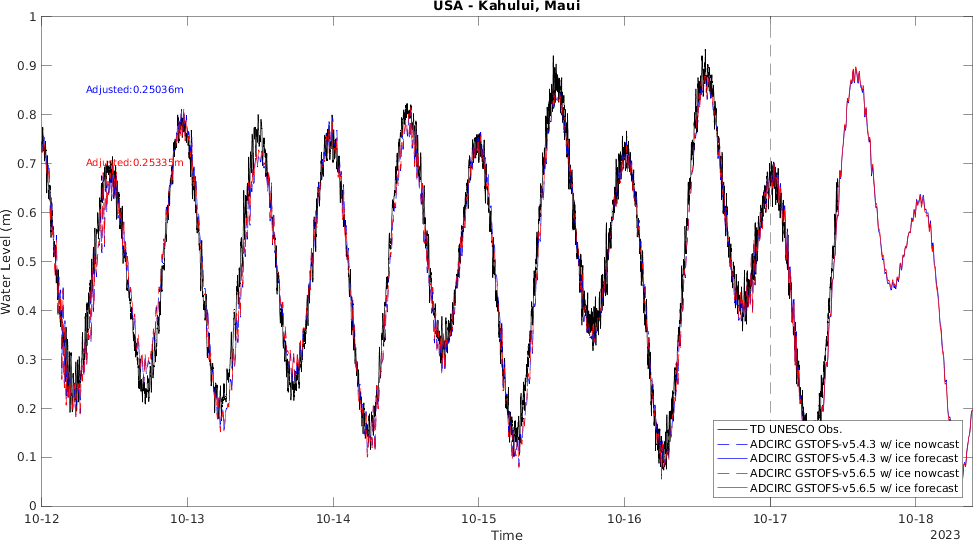 USA - Kahului, Maui
1
0.9
0.8
0.7
0.6
0.5
0.4
0.3
0.2
0.1
0
Water Level (m)
Adjusted:0.25036m
Adjusted:0.25335m
TD UNESCO Obs.
ADCIRC GSTOFS-v5.4.3 w/ ice nowcast
ADCIRC GSTOFS-v5.4.3 w/ ice forecast
ADCIRC GSTOFS-v5.6.5 w/ ice nowcast
ADCIRC GSTOFS-v5.6.5 w/ ice forecast
10-12 10-13 10-14 10-15 10-16 10-17 10-18
Time
2023